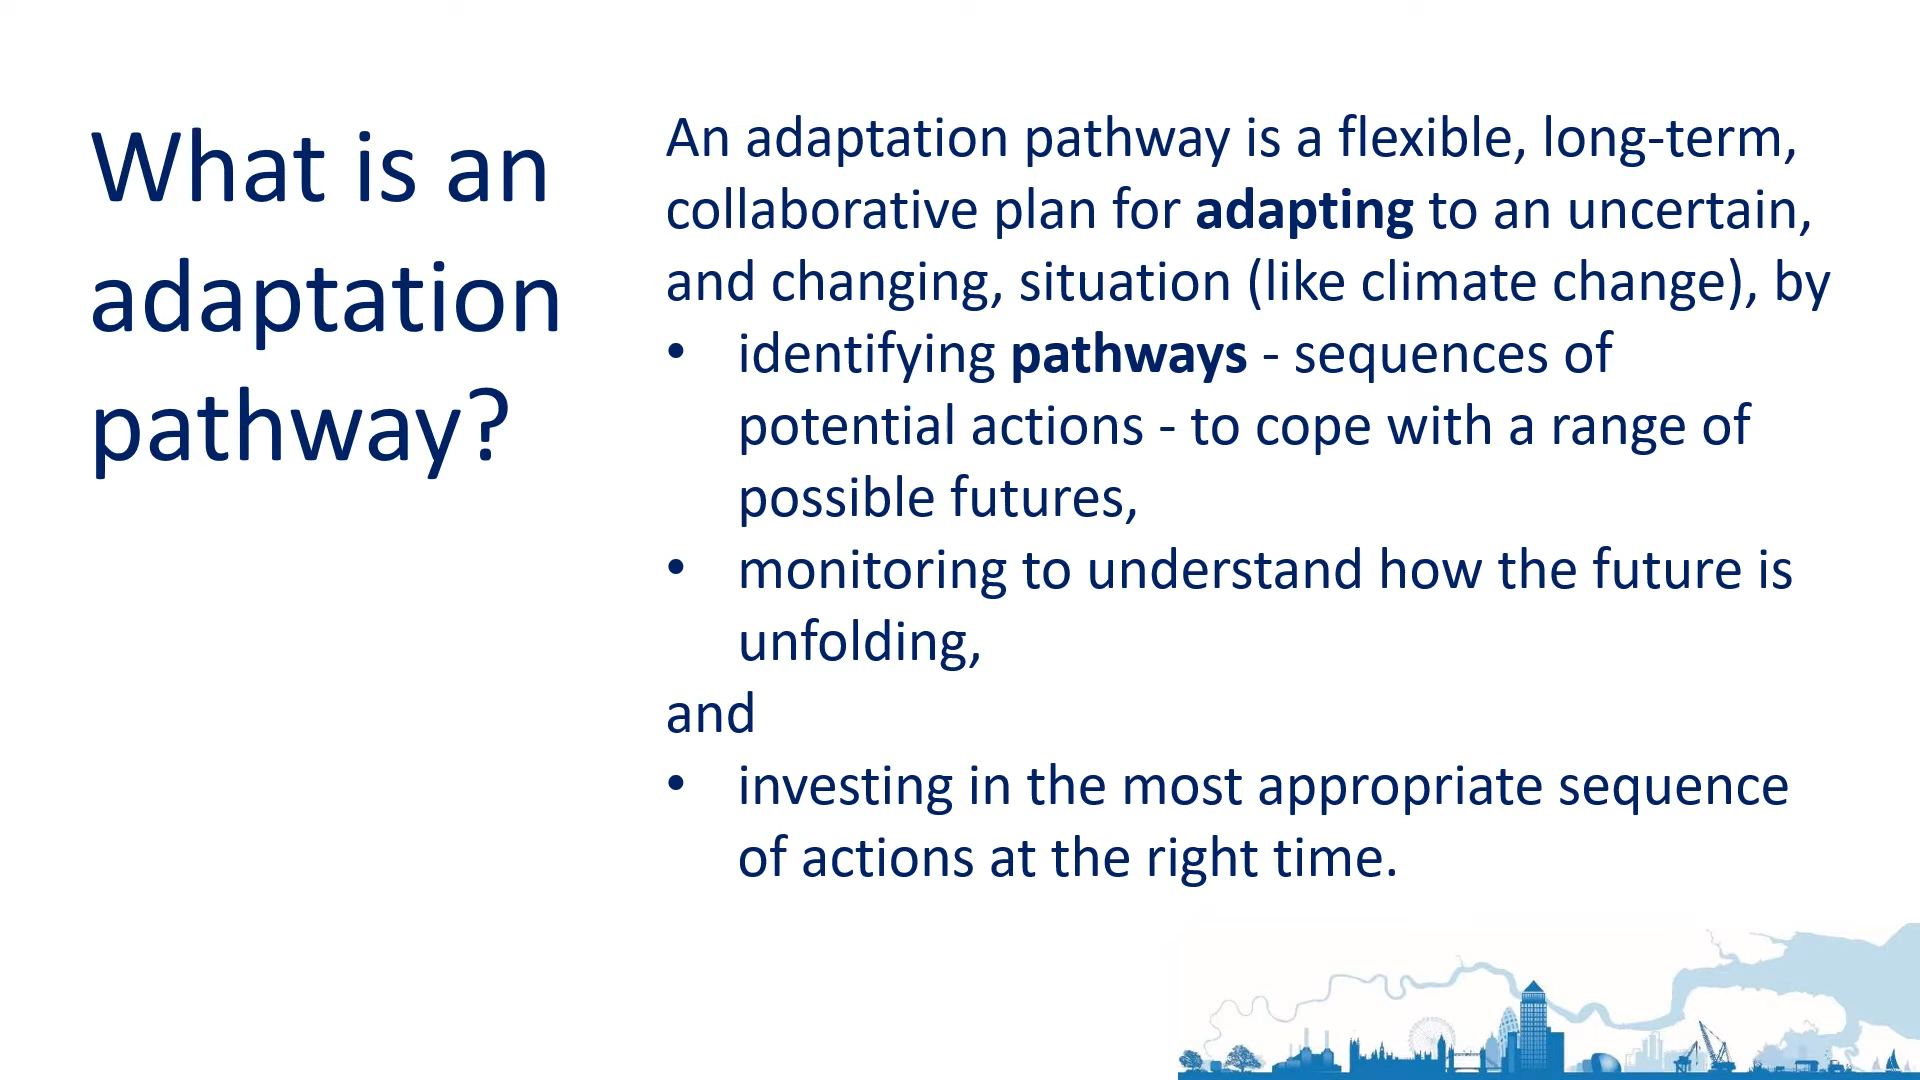 What is an
adaptation
pathway?
An adaptation pathway is a flexible, long-term,
collaborative plan for adapting to an uncertain,
and changing, situation (like climate change), by
• identifying pathways - sequences of
potential actions - to cope with a range of
possible futures,
• monitoring to understand how the future is
unfolding,
and
• investing in the most appropriate sequence
of actions at the right time.